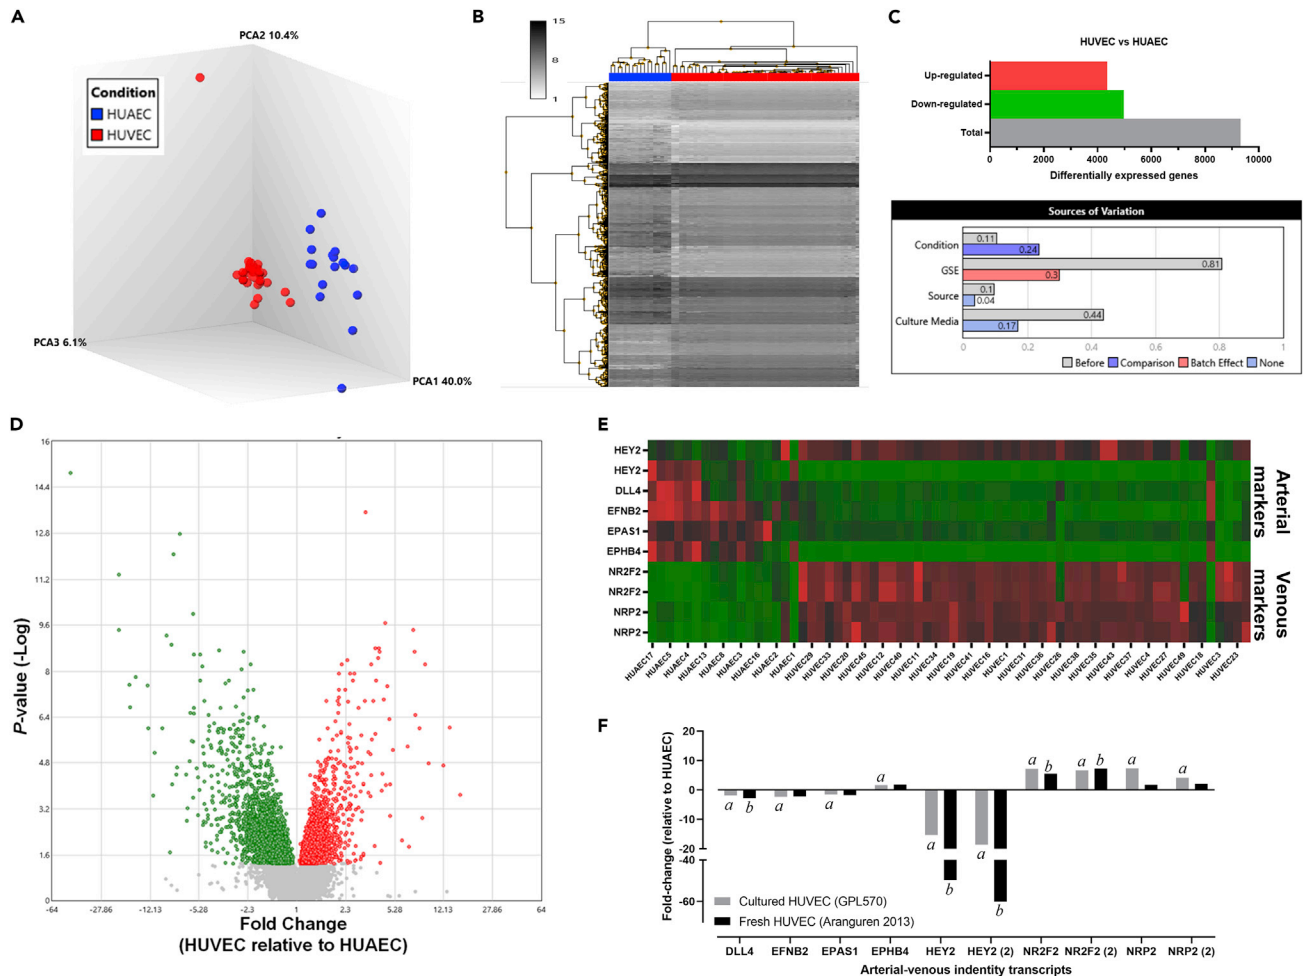 A
PCA2 10.4%
Condition
HUAEC
HUVEC
PCA3 6.1%
PCA1 40.0%
B
15
8
1
C
HUVEC vs HUAEC
Up-regulated
Down-regulated
Total
0 2000 4000 6000 8000 10000
Differentially expressed genes
Sources of Variation
Condition 0.11
0.24
GSE 0.81
0.3
Source 0.1
0.04
Culture Media 0.44
0.17
0 0.2 0.4 0.6 0.8 1
Before Comparison Batch Effect None
D
16
14.4
12.8
11.2
9.6
8
6.4
4.8
3.2
1.6
0
P-value (-Log)
-64 -27.86 -12.13 -5.28 -2.3 1 2.3 5.28 12.13 27.86 64
Fold Change
(HUVEC relative to HUAEC)
E
HEY2
HEY2
DLL4
EFNB2
EPAS1
EPHB4
NR2F2
NR2F2
NRP2
NRP2
Arterial
markers
Venous
markers
HUAEC17 HUAEC5 HUAEC4 HUAEC13 HUAEC8 HUAEC3 HUAEC16 HUAEC2 HUAEC1 HUVEC29 HUVEC33 HUVEC20 HUVEC45 HUVEC12 HUVEC40 HUVEC11 HUVEC34 HUVEC19 HUVEC41 HUVEC9 HUVEC1 HUVEC31 HUVEC36 HUVEC26 HUVEC38 HUVEC35 HUVEC43 HUVEC37 HUVEC4 HUVEC27 HUVEC49 HUVEC18 HUVEC3 HUVEC23
F
Fold-change (relative to HUAEC)
20
10
0
-10
-20
-20
-40
-60
a b a a a a b a b a b a b a a
Cultured HUVEC (GPL570)
Fresh HUVEC (Aranguren 2013)
DLL4 EFNB2 EPAS1 EPHB4 HEY2 HEY2 (2) NR2F2 NR2F2 (2) NRP2 NRP2 (2)
Arterial-venous indentity transcripts